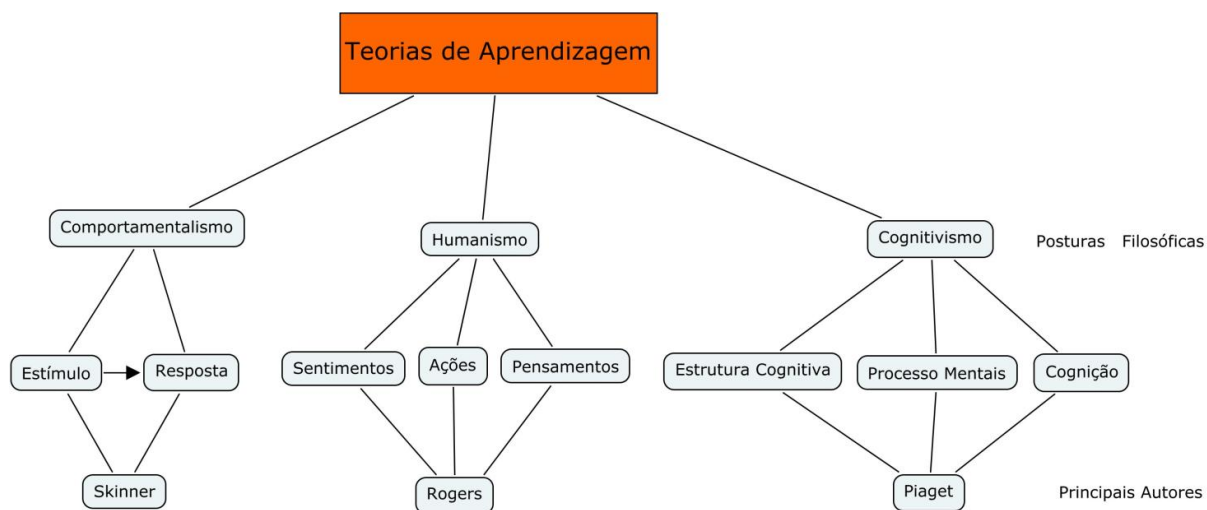 Teorias de Aprendizagem
Comportamentalismo
Humanismo
Cognitivismo
Posturas Filosóficas
Estímulo
Resposta
Sentimentos
Ações
Pensamentos
Estrutura Cognitiva
Processo Mentais
Cognição
Skinner
Rogers
Piaget
Principais Autores